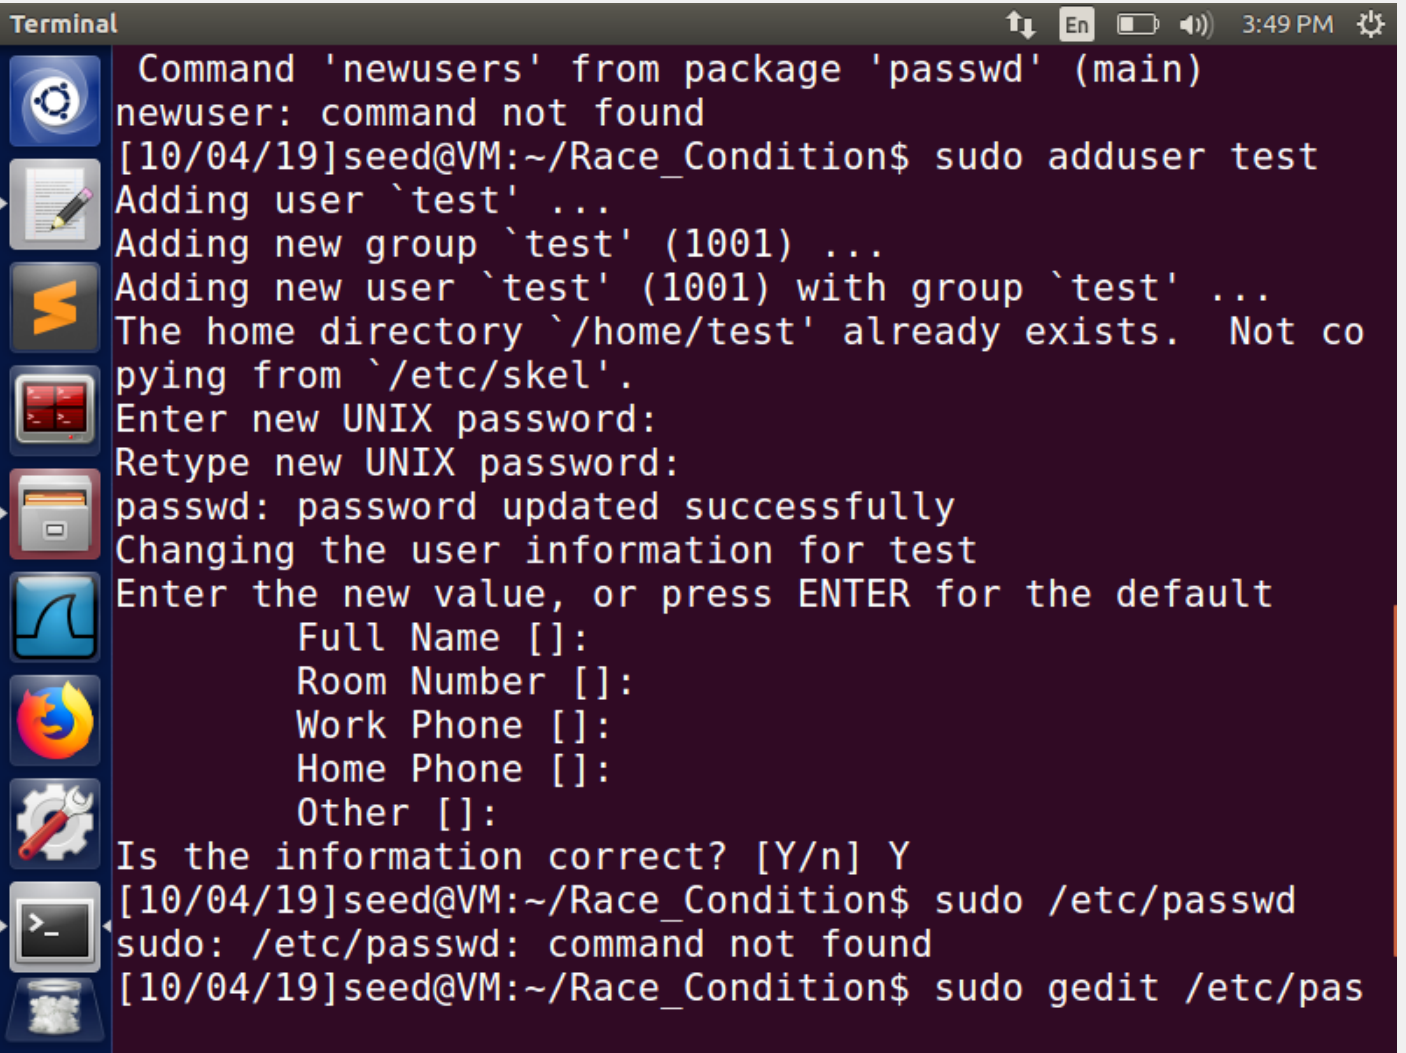 Terminal
En
3:49 PM
Command 'newusers' from package 'passwd' (main)
newuser: command not found
[10/04/19]seed@VM:~/Race_Condition$ sudo adduser test
Adding user `test' ...
Adding new group `test' (1001) ...
Adding new user `test' (1001) with group `test' ...
The home directory `/home/test' already exists.  Not co
pying from `/etc/skel'.
Enter new UNIX password:
Retype new UNIX password:
passwd: password updated successfully
Changing the user information for test
Enter the new value, or press ENTER for the default
Full Name []:
Room Number []:
Work Phone []:
Home Phone []:
Other []:
Is the information correct? [Y/n] Y
[10/04/19]seed@VM:~/Race_Condition$ sudo /etc/passwd
sudo: /etc/passwd: command not found
[10/04/19]seed@VM:~/Race_Condition$ sudo gedit /etc/pas